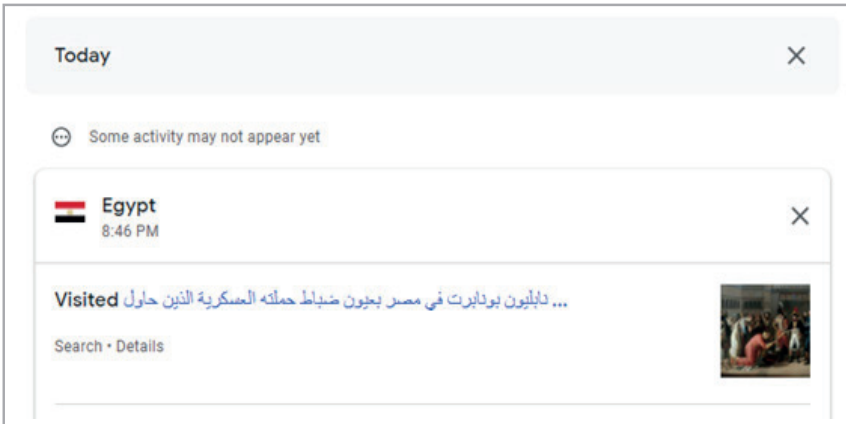 Today
Some activity may not appear yet
Egypt
8:46 PM
Visited نابليون بونابرت في مصر بعيون ضباط حملته العسكرية الذين حاول ...
Search • Details